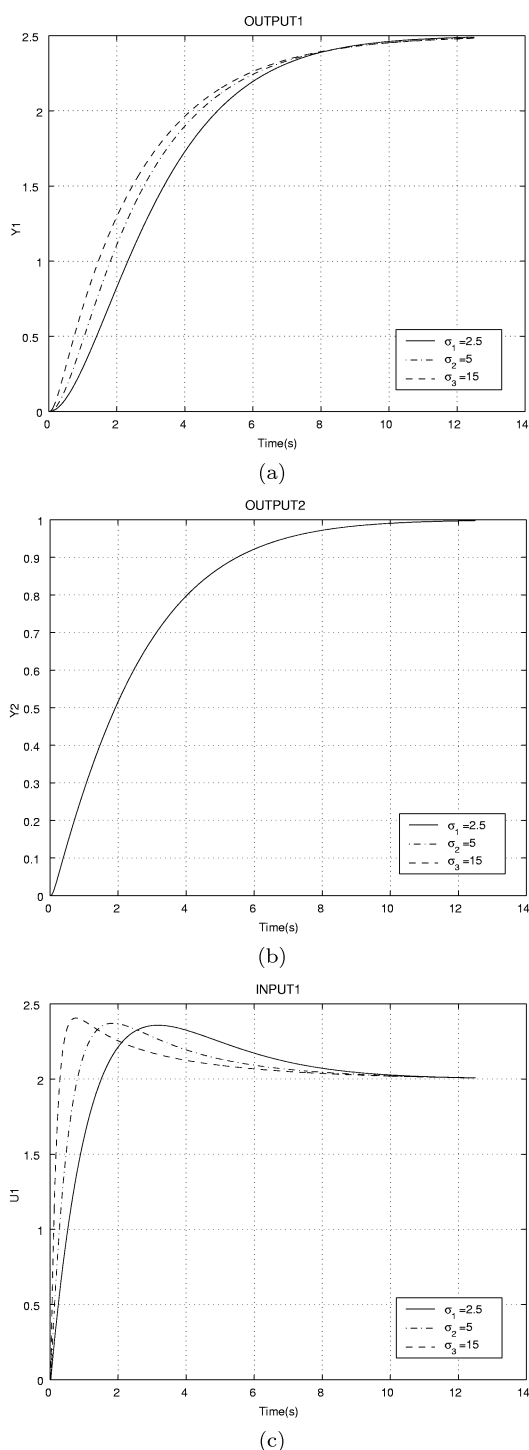 OUTPUT1
2.5
2
1.5
1
0.5
0
Y1
σ1 =2.5
σ2 =5
σ3 =15
0 2 4 6 8 10 12 14
Time(s)
(a)
OUTPUT2
1
0.9
0.8
0.7
0.6
0.5
0.4
0.3
0.2
0.1
0
Y2
σ1 =2.5
σ2 =5
σ3 =15
0 2 4 6 8 10 12 14
Time(s)
(b)
INPUT1
2.5
2
1.5
1
0.5
0
U1
σ1 =2.5
σ2 =5
σ3 =15
0 2 4 6 8 10 12 14
Time(s)
(c)